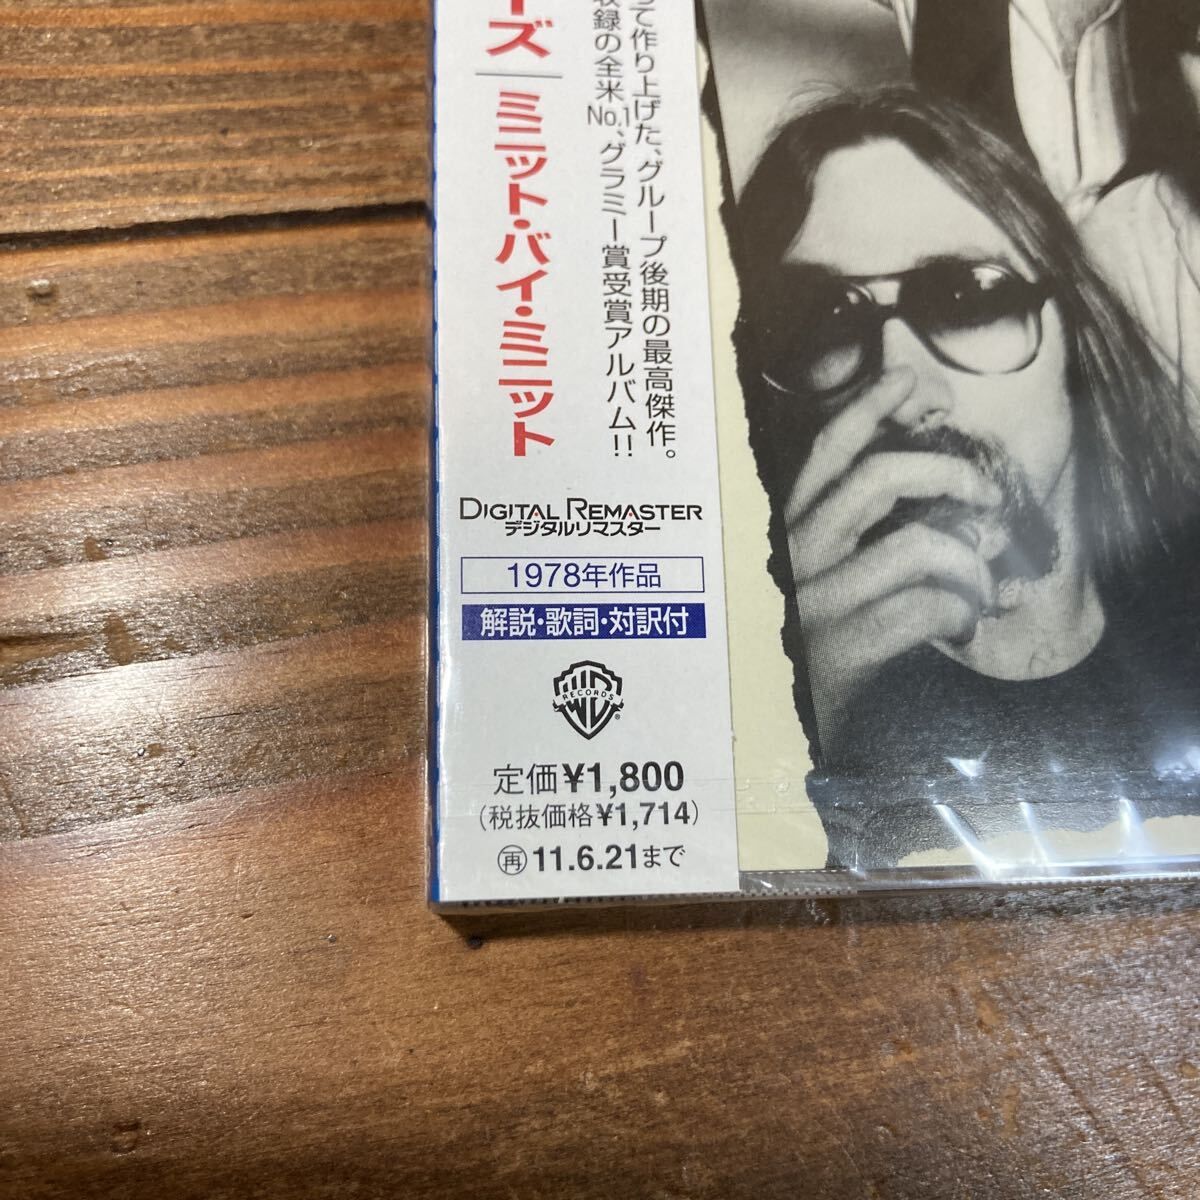 って作り上げた、グループ後期の最高傑作。
収録の全米No.1、グラミー賞受賞アルバム!!
ーズ│ミニット・バイ・ミニット
DIGITAL REMASTER
デジタルリマスター
1978年作品
解説・歌詞・対訳付
WB
RECORDS
®
定価¥1,800
(税抜価格¥1,714)
再 11.6.21まで